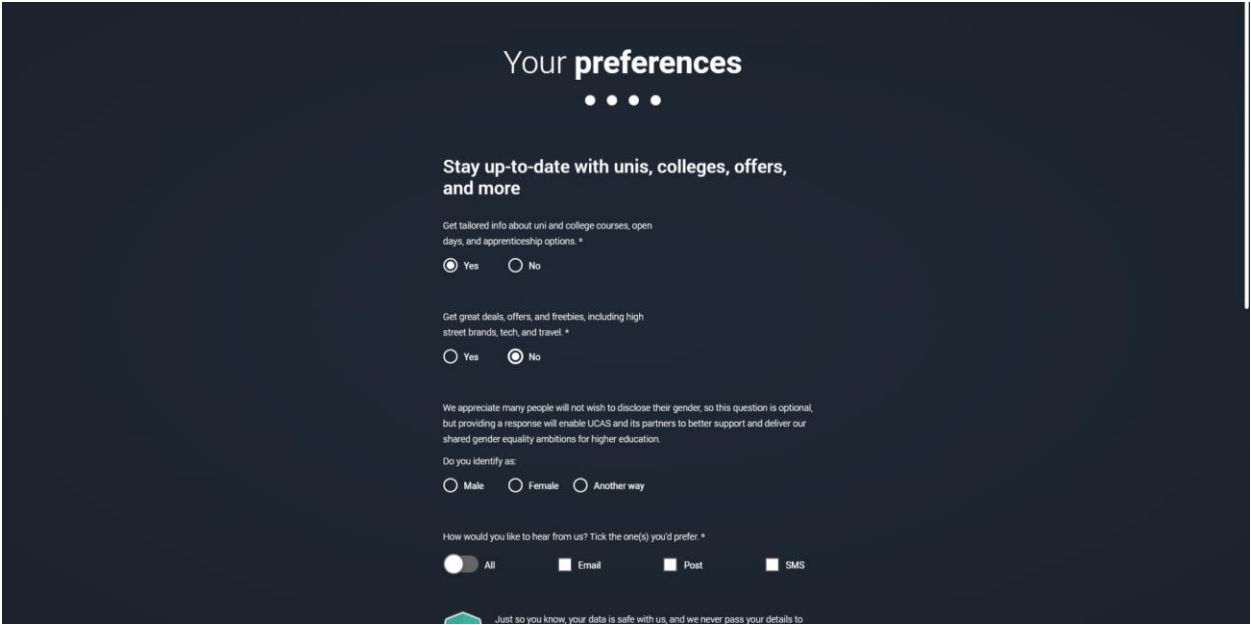 Your preferences
Stay up-to-date with unis, colleges, offers,
and more
Get tailored info about uni and college courses, open
days, and apprenticeship options. *
Yes No
Get great deals, offers, and freebies, including high
street brands, tech, and travel. *
Yes No
We appreciate many people will not wish to disclose their gender, so this question is optional,
but providing a response will enable UCAS and its partners to better support and deliver our
shared gender equality ambitions for higher education.
Do you identify as:
Male Female Another way
How would you like to hear from us? Tick the one(s) you'd prefer. *
All Email Post SMS
Just so you know, your data is safe with us, and we never pass your details to